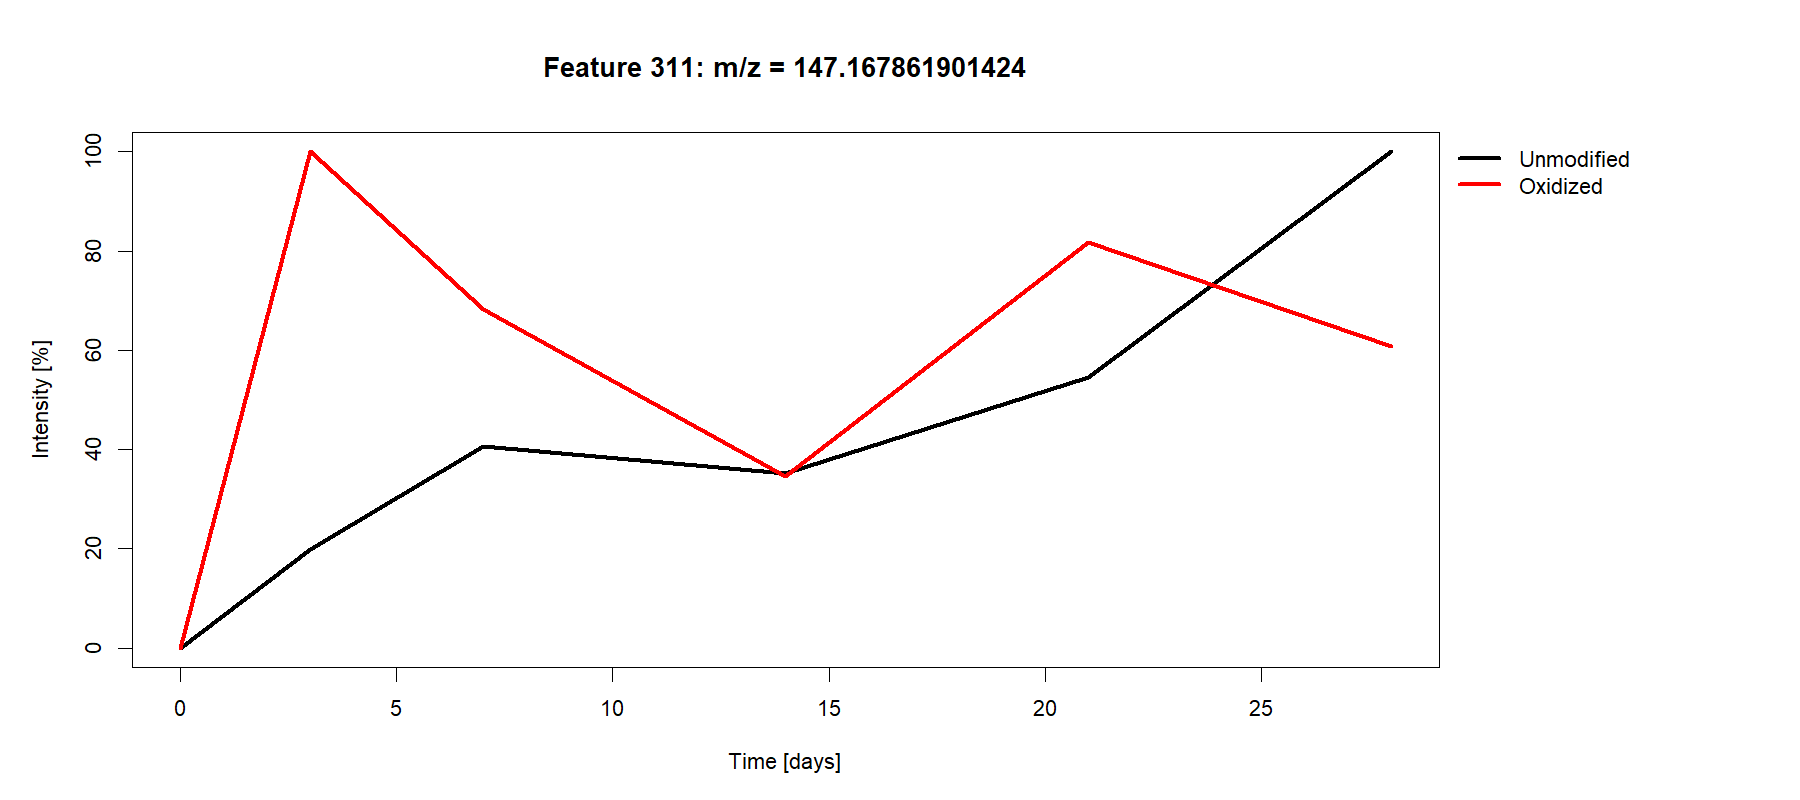 Feature 311: m/z = 147.167861901424
Unmodified
Oxidized
Intensity [%]
100
80
60
40
20
0
0 5 10 15 20 25
Time [days]